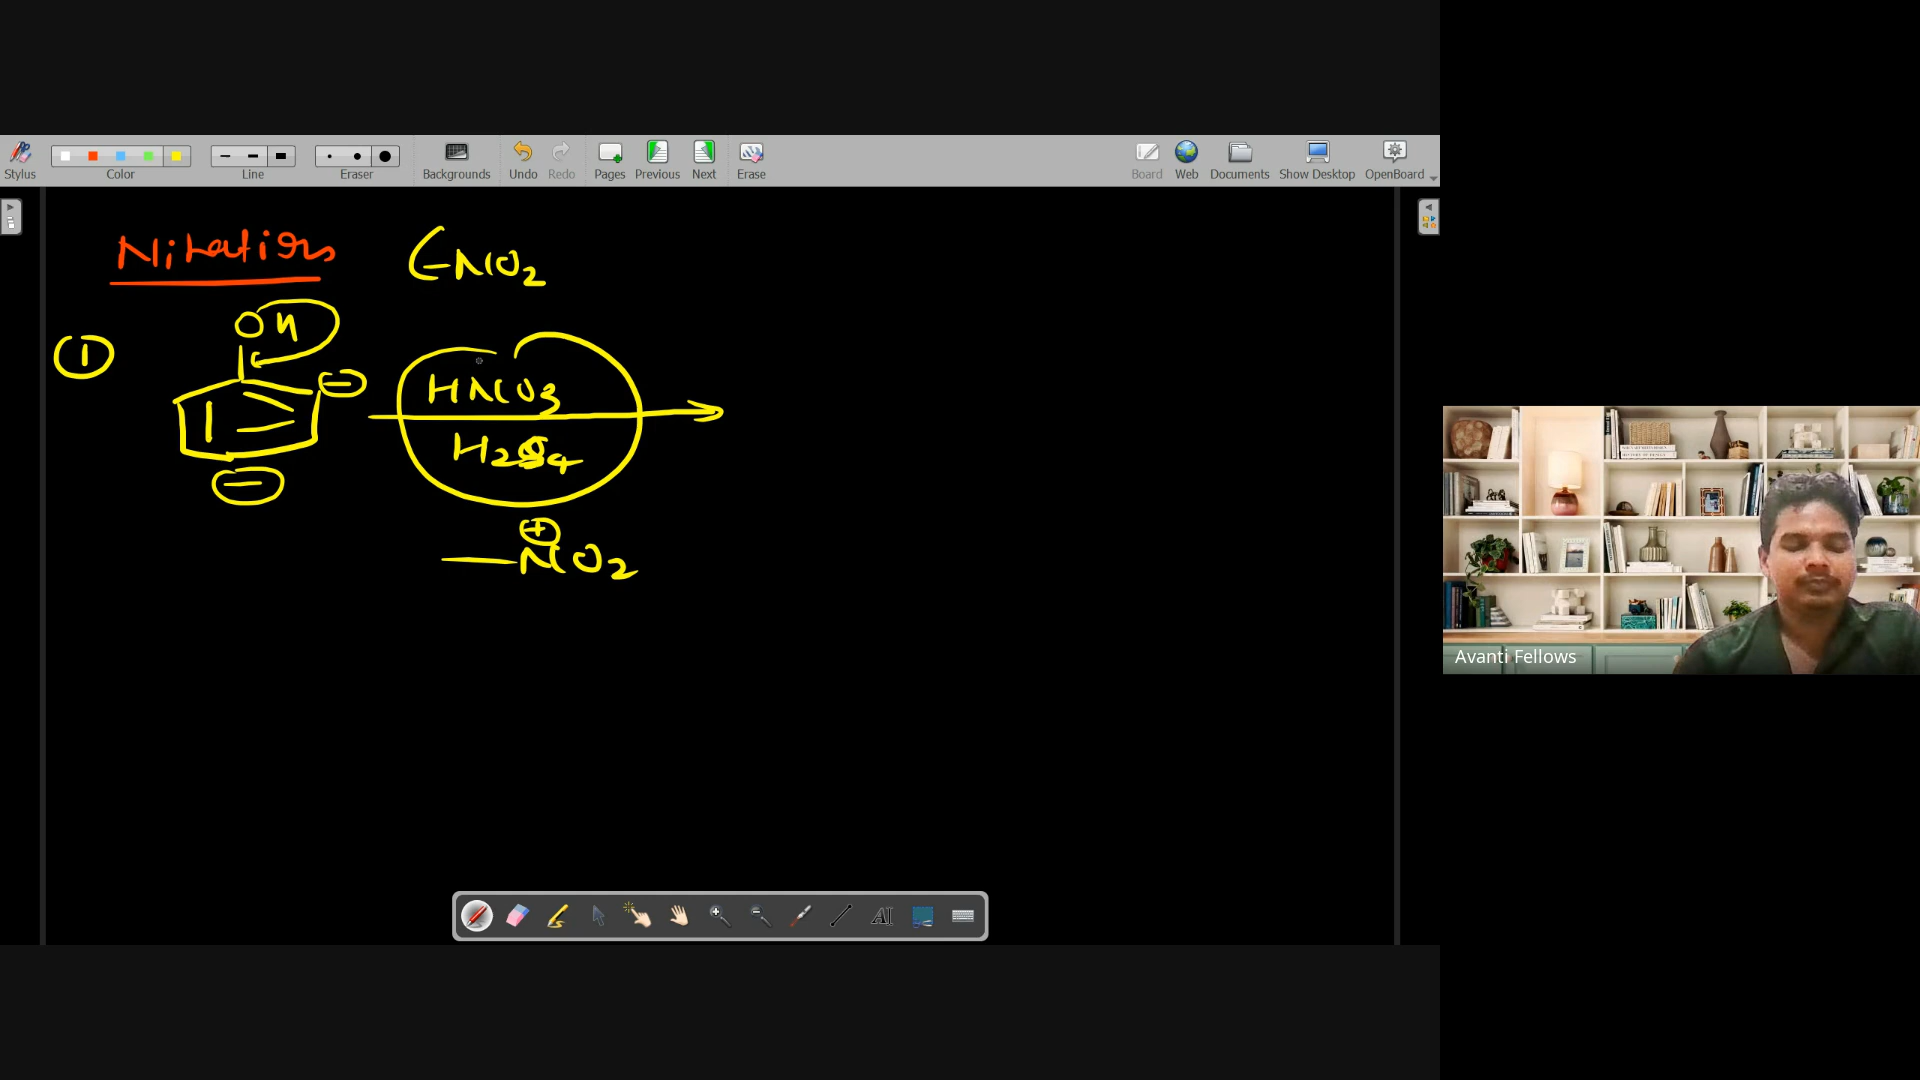 Stylus Color Line Eraser Backgrounds Undo Redo Pages Previous Next Erase Board Web Documents Show Desktop OpenBoard
Nitration (-NO2
① OH
⊖
HNO3
H2SO4
⊖
⊕
—NO2
Avanti Fellows